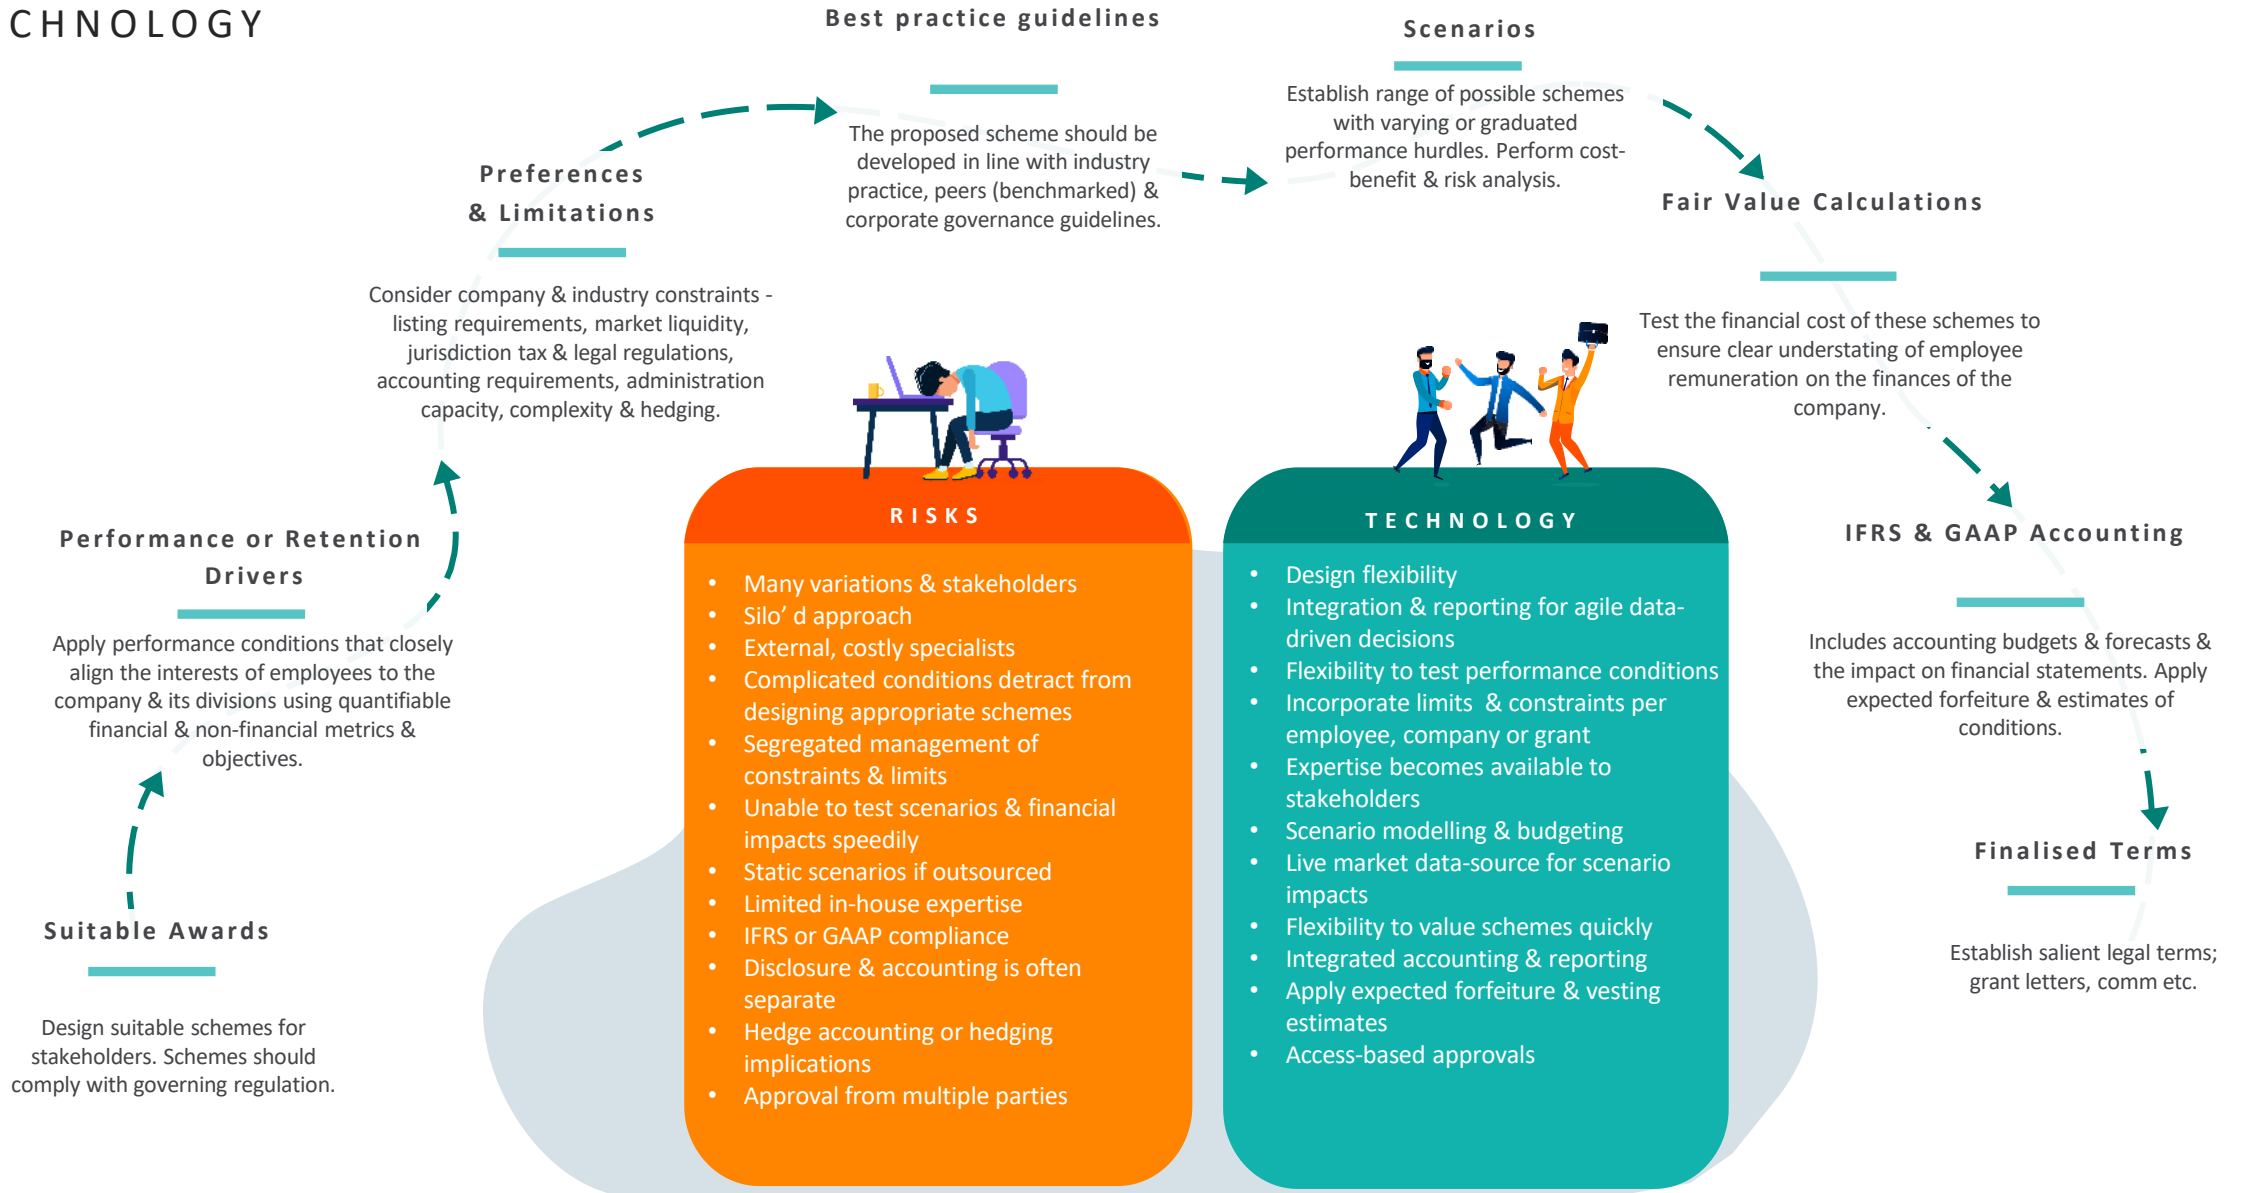 CHNOLOGY
Best practice guidelines
The proposed scheme should be
developed in line with industry
practice, peers (benchmarked) &
corporate governance guidelines.
Scenarios
Establish range of possible schemes
with varying or graduated
performance hurdles. Perform cost-
benefit & risk analysis.
Preferences
& Limitations
Consider company & industry constraints -
listing requirements, market liquidity,
jurisdiction tax & legal regulations,
accounting requirements, administration
capacity, complexity & hedging.
Fair Value Calculations
Test the financial cost of these schemes to
ensure clear understating of employee
remuneration on the finances of the
company.
Performance or Retention
Drivers
Apply performance conditions that closely
align the interests of employees to the
company & its divisions using quantifiable
financial & non-financial metrics &
objectives.
IFRS & GAAP Accounting
Includes accounting budgets & forecasts &
the impact on financial statements. Apply
expected forfeiture & estimates of
conditions.
Suitable Awards
Design suitable schemes for
stakeholders. Schemes should
comply with governing regulation.
Finalised Terms
Establish salient legal terms;
grant letters, comm etc.
RISKS
• Many variations & stakeholders
• Silo’ d approach
• External, costly specialists
• Complicated conditions detract from
designing appropriate schemes
• Segregated management of
constraints & limits
• Unable to test scenarios & financial
impacts speedily
• Static scenarios if outsourced
• Limited in-house expertise
• IFRS or GAAP compliance
• Disclosure & accounting is often
separate
• Hedge accounting or hedging
implications
• Approval from multiple parties
TECHNOLOGY
• Design flexibility
• Integration & reporting for agile data-
driven decisions
• Flexibility to test performance conditions
• Incorporate limits & constraints per
employee, company or grant
• Expertise becomes available to
stakeholders
• Scenario modelling & budgeting
• Live market data-source for scenario
impacts
• Flexibility to value schemes quickly
• Integrated accounting & reporting
• Apply expected forfeiture & vesting
estimates
• Access-based approvals